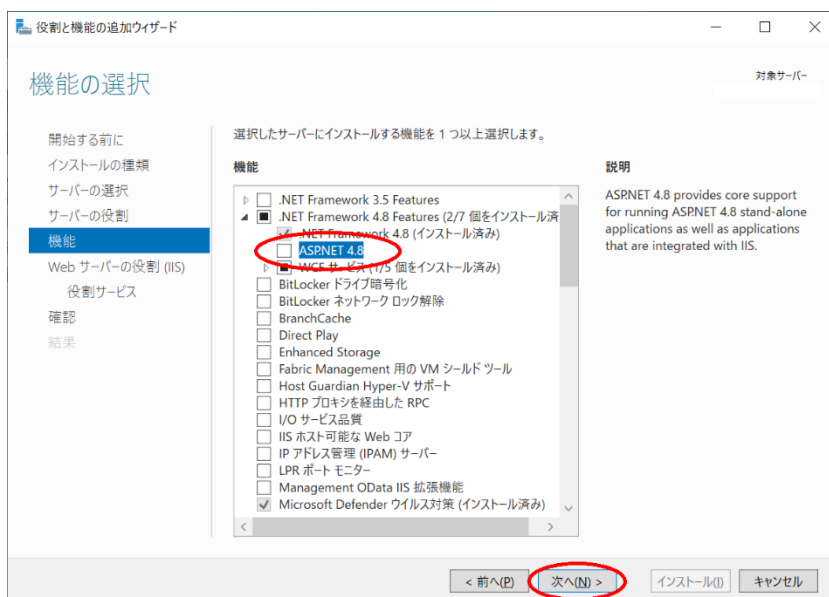 役割と機能の追加ウィザード
機能の選択
対象サーバー
開始する前に
インストールの種類
サーバーの選択
サーバーの役割
機能
Web サーバーの役割 (IIS)
役割サービス
確認
結果
選択したサーバーにインストールする機能を 1 つ以上選択します。
機能
.NET Framework 3.5 Features
.NET Framework 4.8 Features (2/7 個をインストール済
.NET Framework 4.8 (インストール済み)
ASP.NET 4.8
WCF サービス (1/5 個をインストール済み)
BitLocker ドライブ暗号化
BitLocker ネットワーク ロック解除
BranchCache
Direct Play
Enhanced Storage
Fabric Management 用の VM シールド ツール
Host Guardian Hyper-V サポート
HTTP プロキシを経由した RPC
I/O サービス品質
IIS ホスト可能な Web コア
IP アドレス管理 (IPAM) サーバー
LPR ポート モニター
Management OData IIS 拡張機能
Microsoft Defender ウイルス対策 (インストール済み)
説明
ASP.NET 4.8 provides core support
for running ASP.NET 4.8 stand-alone
applications as well as applications
that are integrated with IIS.
< 前へ(P)
次へ(N) >
インストール(I)
キャンセル